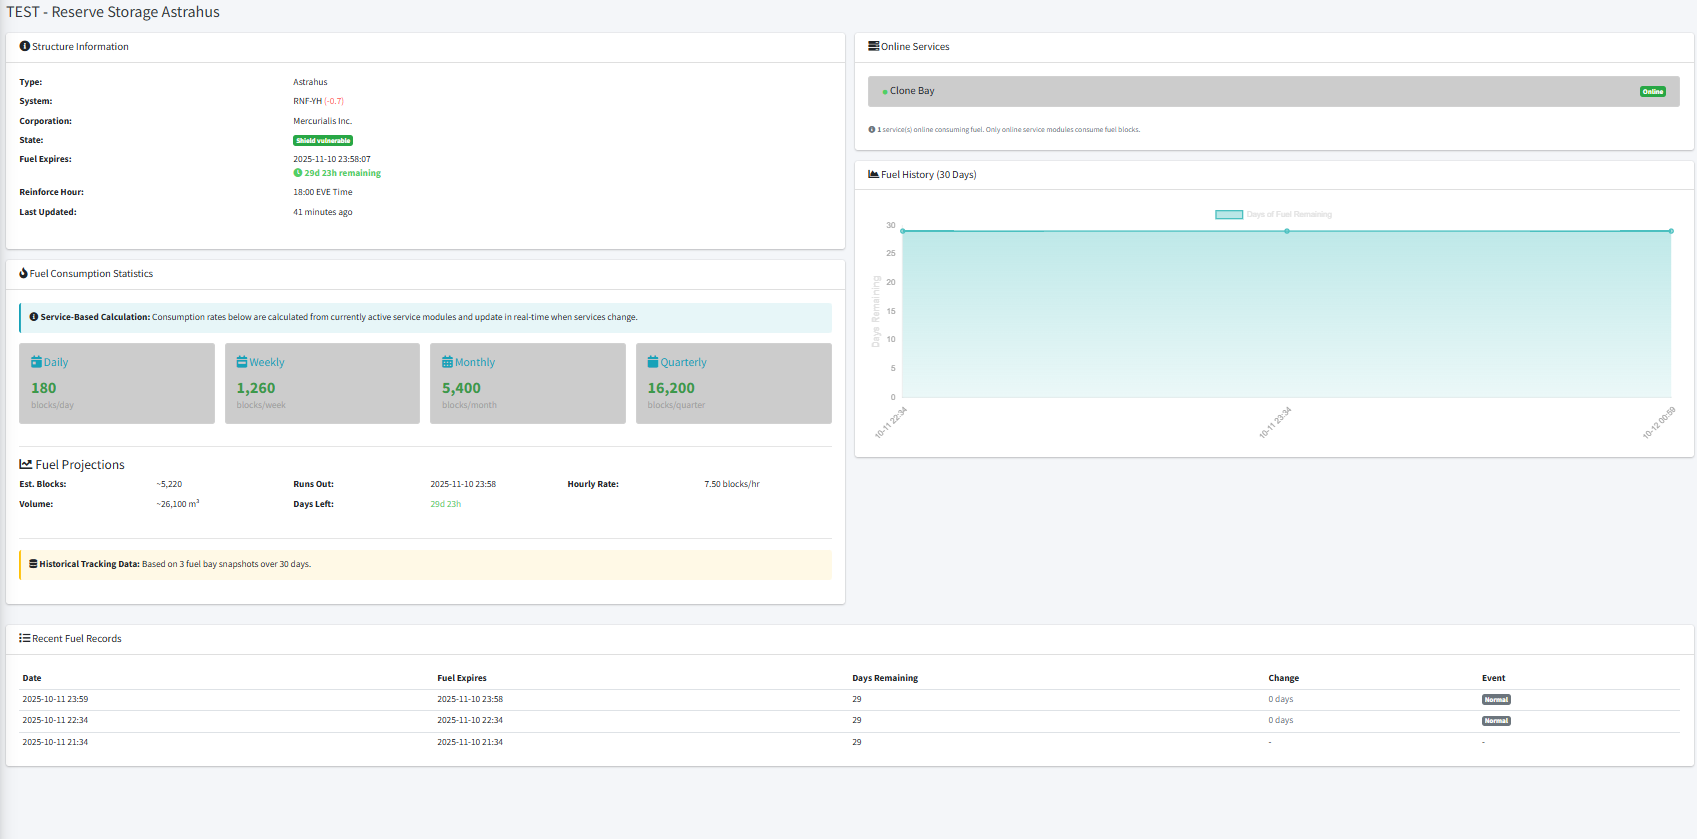 TEST - Reserve Storage Astrahus
Structure Information
Type: Astrahus
System: RNF-YH (-0.7)
Corporation: Mercurialis Inc.
State: Shield vulnerable
Fuel Expires: 2025-11-10 23:58:07
29d 23h remaining
Reinforce Hour: 18:00 EVE Time
Last Updated: 41 minutes ago
Fuel Consumption Statistics
Service-Based Calculation: Consumption rates below are calculated from currently active service modules and update in real-time when services change.
Daily
180
blocks/day
Weekly
1,260
blocks/week
Monthly
5,400
blocks/month
Quarterly
16,200
blocks/quarter
Fuel Projections
Est. Blocks: ~5,220 Runs Out: 2025-11-10 23:58 Hourly Rate: 7.50 blocks/hr
Volume: ~26,100 m³ Days Left: 29d 23h
Historical Tracking Data: Based on 3 fuel bay snapshots over 30 days.
Online Services
Clone Bay Online
1 service(s) online consuming fuel. Only online service modules consume fuel blocks.
Fuel History (30 Days)
Days of Fuel Remaining
Days Remaining
30
25
20
15
10
5
0
10-11 22:34 10-11 23:34 10-12 00:59
Recent Fuel Records
Date Fuel Expires Days Remaining Change Event
2025-10-11 23:59 2025-11-10 23:58 29 0 days Normal
2025-10-11 22:34 2025-11-10 22:34 29 0 days Normal
2025-10-11 21:34 2025-11-10 21:34 29 - -